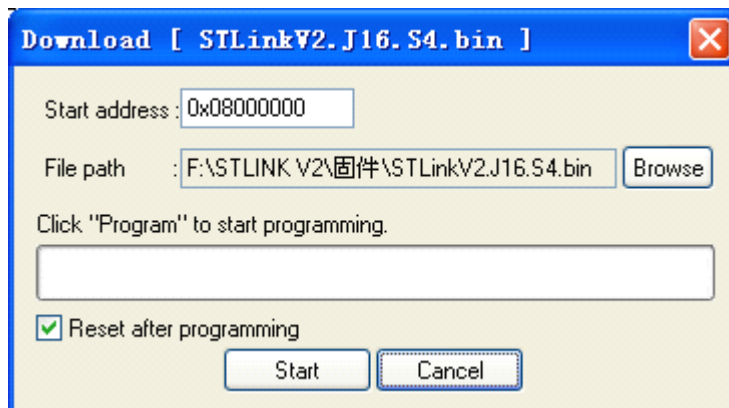 Download [ STLinkV2.J16.S4.bin ]
Start address : 0x08000000
File path : F:\STLINK V2\固件\STLinkV2.J16.S4.bin Browse
Click "Program" to start programming.
Reset after programming
Start Cancel